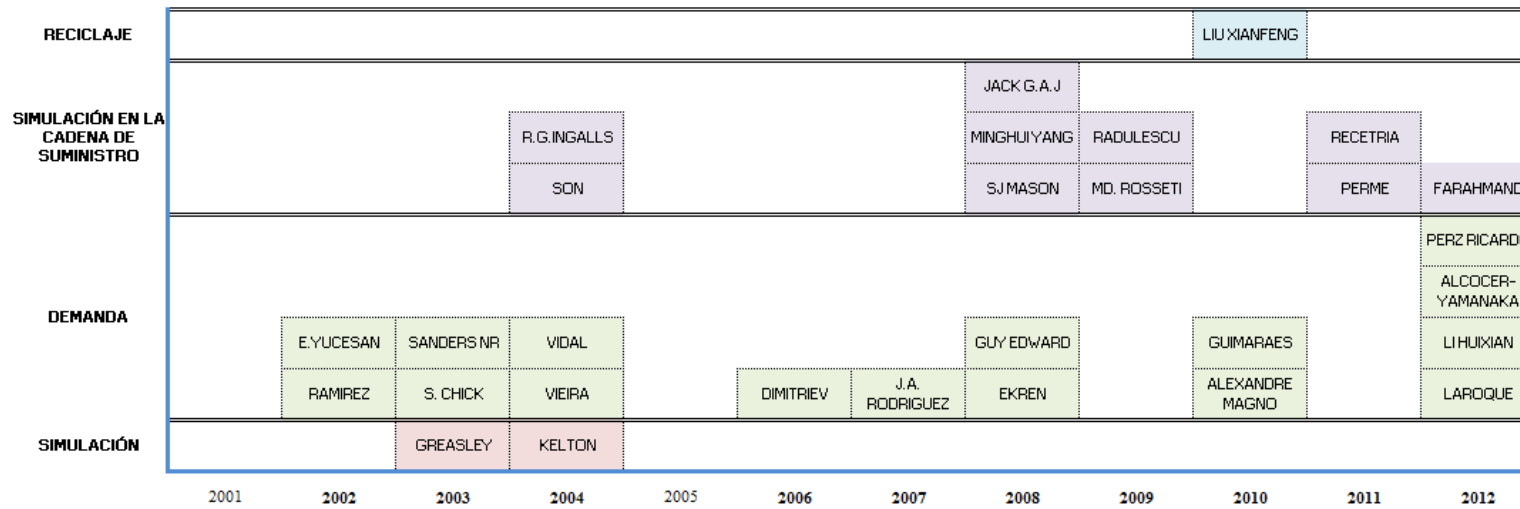 RECICLAJE
LIU XIANFENG
SIMULACIÓN EN LA
CADENA DE
SUMINISTRO
JACK G.A.J
R.G.INGALLS
MINGHUI YANG
RADULESCU
RECETRIA
SON
SJ MASON
MD. ROSSETI
PERME
FARAHMAND
DEMANDA
PERZ RICARD
ALCOCER-
YAMANAKA
E.YUCESAN
SANDERS NR
VIDAL
GUY EDWARD
GUIMARAES
LI HUIXIAN
RAMIREZ
S. CHICK
VIEIRA
DIMITRIEV
J.A.
RODRIGUEZ
EKREN
ALEXANDRE
MAGNO
LAROQUE
SIMULACIÓN
GREASLEY
KELTON
2001 2002 2003 2004 2005 2006 2007 2008 2009 2010 2011 2012